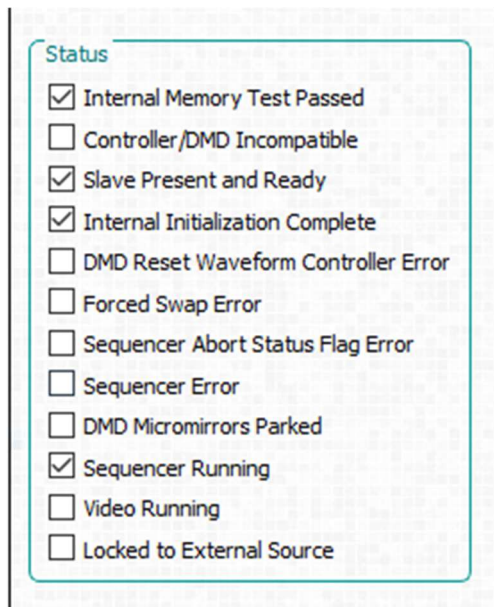 Status
Internal Memory Test Passed
Controller/DMD Incompatible
Slave Present and Ready
Internal Initialization Complete
DMD Reset Waveform Controller Error
Forced Swap Error
Sequencer Abort Status Flag Error
Sequencer Error
DMD Micromirrors Parked
Sequencer Running
Video Running
Locked to External Source